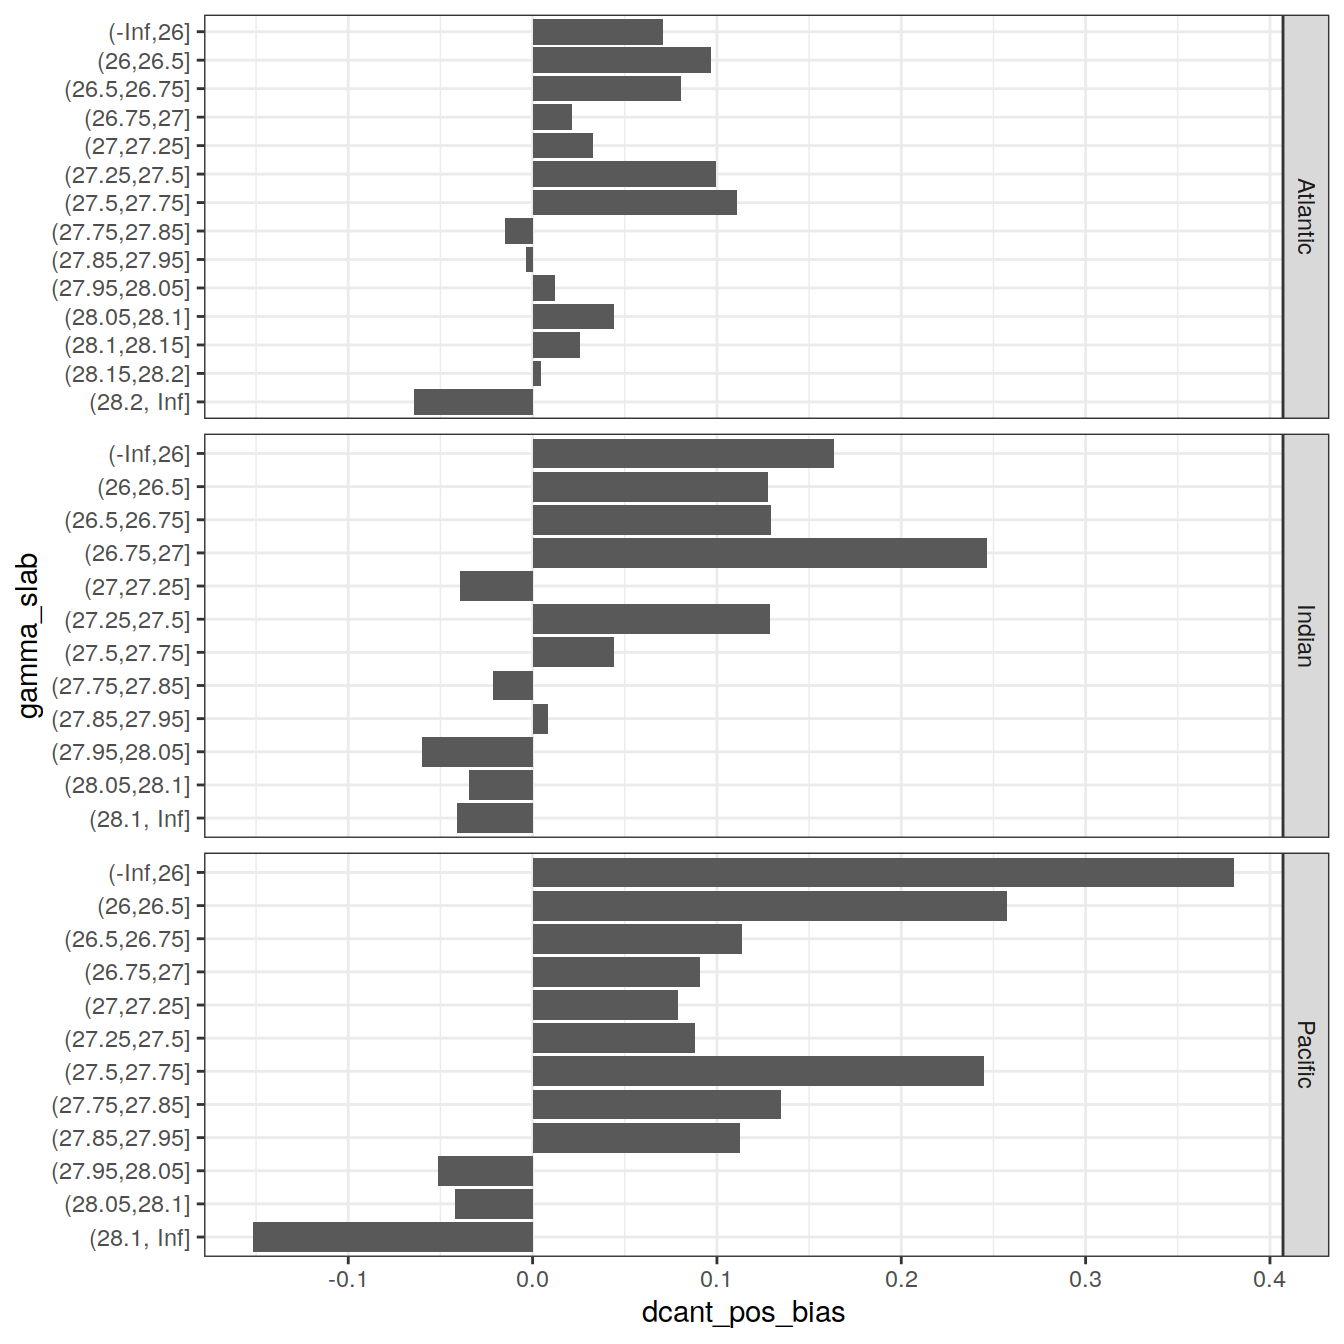 (-Inf,26]
(26,26.5]
(26.5,26.75]
(26.75,27]
(27,27.25]
(27.25,27.5]
(27.5,27.75]
(27.75,27.85]
(27.85,27.95]
(27.95,28.05]
(28.05,28.1]
(28.1,28.15]
(28.15,28.2]
(28.2, Inf]
Atlantic
(-Inf,26]
(26,26.5]
(26.5,26.75]
(26.75,27]
(27,27.25]
(27.25,27.5]
(27.5,27.75]
(27.75,27.85]
(27.85,27.95]
(27.95,28.05]
(28.05,28.1]
(28.1, Inf]
Indian
gamma_slab
(-Inf,26]
(26,26.5]
(26.5,26.75]
(26.75,27]
(27,27.25]
(27.25,27.5]
(27.5,27.75]
(27.75,27.85]
(27.85,27.95]
(27.95,28.05]
(28.05,28.1]
(28.1, Inf]
Pacific
-0.1 0.0 0.1 0.2 0.3 0.4
dcant_pos_bias